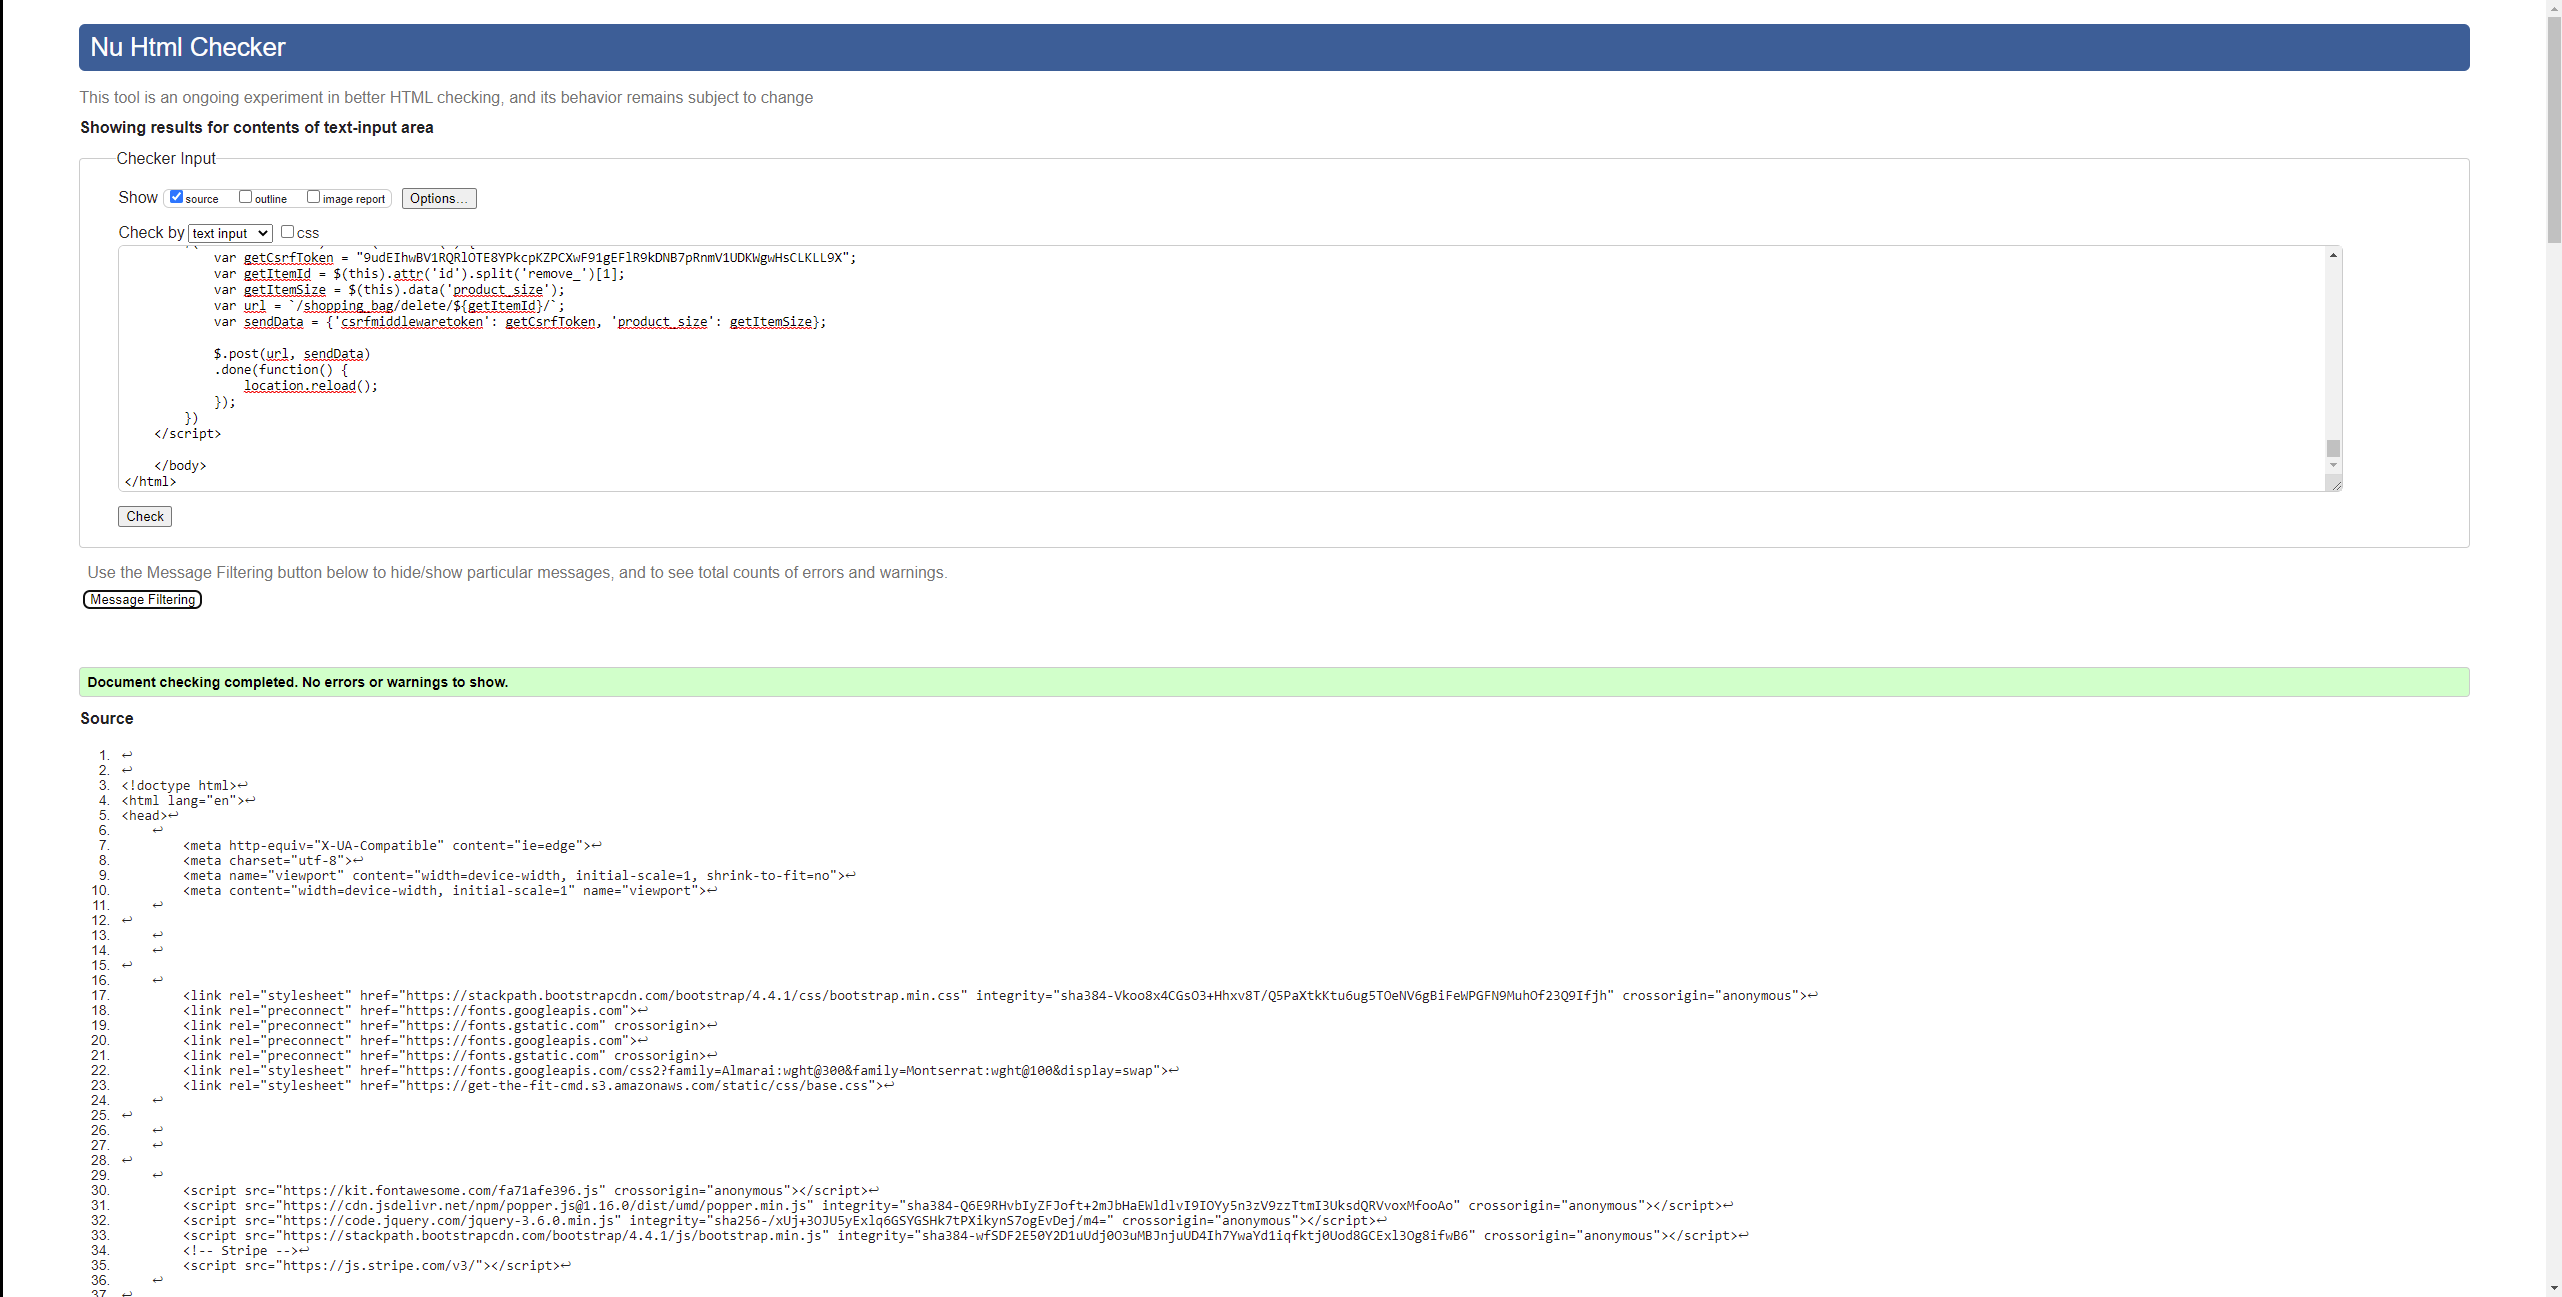 Nu Html Checker
This tool is an ongoing experiment in better HTML checking, and its behavior remains subject to change
Showing results for contents of text-input area
Checker Input
Show source outline image report Options...
Check by text input css
var getCsrfToken = "9udEIhwBV1RQRlOTE8YPkcpKZPCXwF91gEFlR9kDNB7pRnmV1UDKWgwHsCLKLL9X";
var getItemId = $(this).attr('id').split('remove_')[1];
var getItemSize = $(this).data('product_size');
var url = `/shopping_bag/delete/${getItemId}/`;
var sendData = {'csrfmiddlewaretoken': getCsrfToken, 'product_size': getItemSize};
$.post(url, sendData)
.done(function() {
location.reload();
});
})
</script>
</body>
</html>
Check
Use the Message Filtering button below to hide/show particular messages, and to see total counts of errors and warnings.
Message Filtering
Document checking completed. No errors or warnings to show.
Source
1. ↩
2. ↩
3. <!doctype html>↩
4. <html lang="en">↩
5. <head>↩
6. ↩
7. <meta http-equiv="X-UA-Compatible" content="ie=edge">↩
8. <meta charset="utf-8">↩
9. <meta name="viewport" content="width=device-width, initial-scale=1, shrink-to-fit=no">↩
10. <meta content="width=device-width, initial-scale=1" name="viewport">↩
11. ↩
12. ↩
13. ↩
14. ↩
15. ↩
16. ↩
17. <link rel="stylesheet" href="https://stackpath.bootstrapcdn.com/bootstrap/4.4.1/css/bootstrap.min.css" integrity="sha384-Vkoo8x4CGsO3+Hhxv8T/Q5PaXtkKtu6ug5TOeNV6gBiFeWPGFN9MuhOf23Q9Ifjh" crossorigin="anonymous">↩
18. <link rel="preconnect" href="https://fonts.googleapis.com">↩
19. <link rel="preconnect" href="https://fonts.gstatic.com" crossorigin>↩
20. <link rel="preconnect" href="https://fonts.googleapis.com">↩
21. <link rel="preconnect" href="https://fonts.gstatic.com" crossorigin>↩
22. <link rel="stylesheet" href="https://fonts.googleapis.com/css2?family=Almarai:wght@300&family=Montserrat:wght@100&display=swap">↩
23. <link rel="stylesheet" href="https://get-the-fit-cmd.s3.amazonaws.com/static/css/base.css">↩
24. ↩
25. ↩
26. ↩
27. ↩
28. ↩
29. ↩
30. <script src="https://kit.fontawesome.com/fa71afe396.js" crossorigin="anonymous"></script>↩
31. <script src="https://cdn.jsdelivr.net/npm/popper.js@1.16.0/dist/umd/popper.min.js" integrity="sha384-Q6E9RHvbIyZFJoft+2mJbHaEWldlvI9IOYy5n3zV9zzTtmI3UksdQRVvoxMfooAo" crossorigin="anonymous"></script>↩
32. <script src="https://code.jquery.com/jquery-3.6.0.min.js" integrity="sha256-/xUj+3OJU5yExlq6GSYGSHk7tPXikynS7ogEvDej/m4=" crossorigin="anonymous"></script>↩
33. <script src="https://stackpath.bootstrapcdn.com/bootstrap/4.4.1/js/bootstrap.min.js" integrity="sha384-wfSDF2E50Y2D1uUdj0O3uMBJnjuUD4Ih7YwaYd1iqfktj0Uod8GCExl3Og8ifwB6" crossorigin="anonymous"></script>↩
34. <!-- Stripe -->↩
35. <script src="https://js.stripe.com/v3/"></script>↩
36. ↩
37. ↩